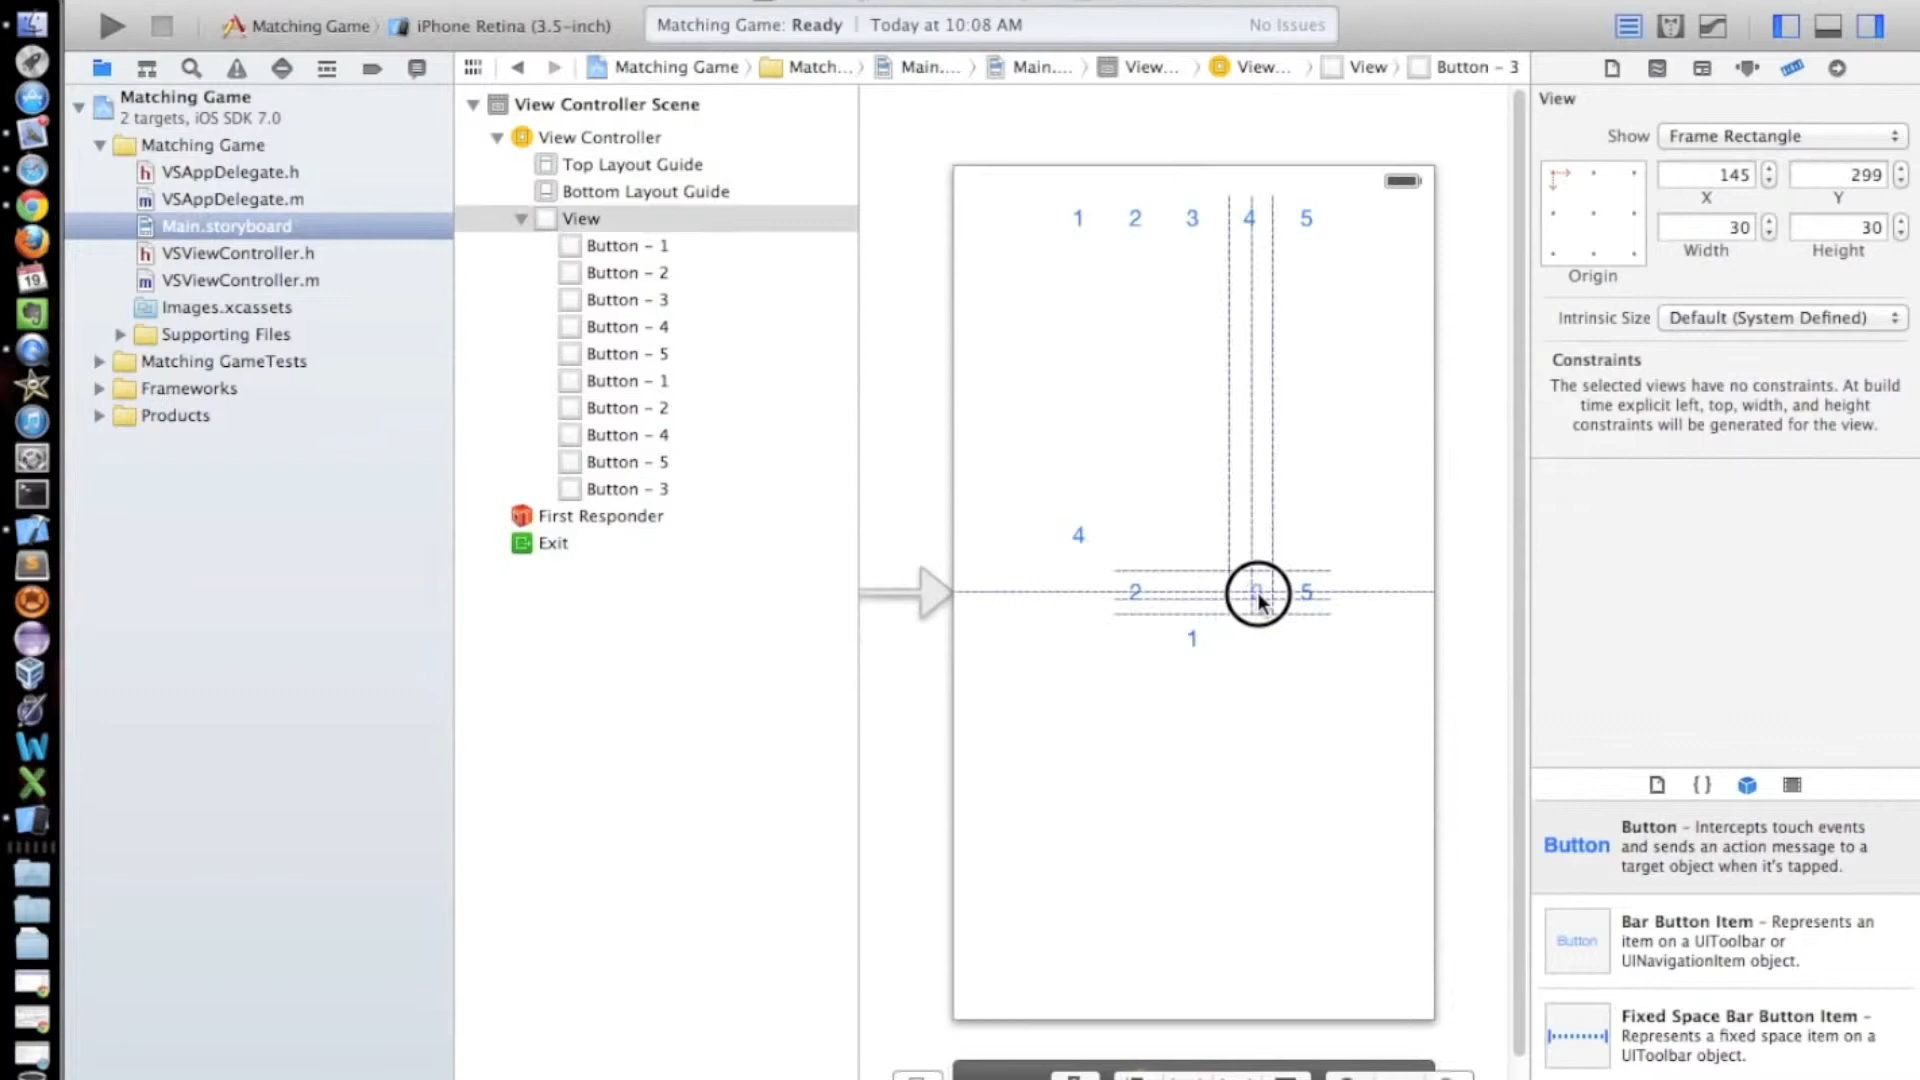 Matching Game
iPhone Retina (3.5-inch)
Matching Game: Ready
Today at 10:08 AM
No Issues
Matching Game
Match...
Main....
Main....
View...
View...
View
Button - 3
Matching Game
2 targets, iOS SDK 7.0
Matching Game
h VSAppDelegate.h
m VSAppDelegate.m
Main.storyboard
h VSViewController.h
m VSViewController.m
Images.xcassets
Supporting Files
Matching GameTests
Frameworks
Products
View Controller Scene
View Controller
Top Layout Guide
Bottom Layout Guide
View
Button - 1
Button - 2
Button - 3
Button - 4
Button - 5
Button - 1
Button - 2
Button - 4
Button - 5
Button - 3
First Responder
Exit
1 2 3 4 5
4
2 5
1
View
Show Frame Rectangle
145 299
X Y
30 30
Width Height
Origin
Intrinsic Size Default (System Defined)
Constraints
The selected views have no constraints. At build
time explicit left, top, width, and height
constraints will be generated for the view.
{ }
Button
Button - Intercepts touch events
and sends an action message to a
target object when it's tapped.
Button
Bar Button Item - Represents an
item on a UIToolbar or
UINavigationItem object.
Fixed Space Bar Button Item -
Represents a fixed space item on a
UIToolbar object.
19
S
W
X